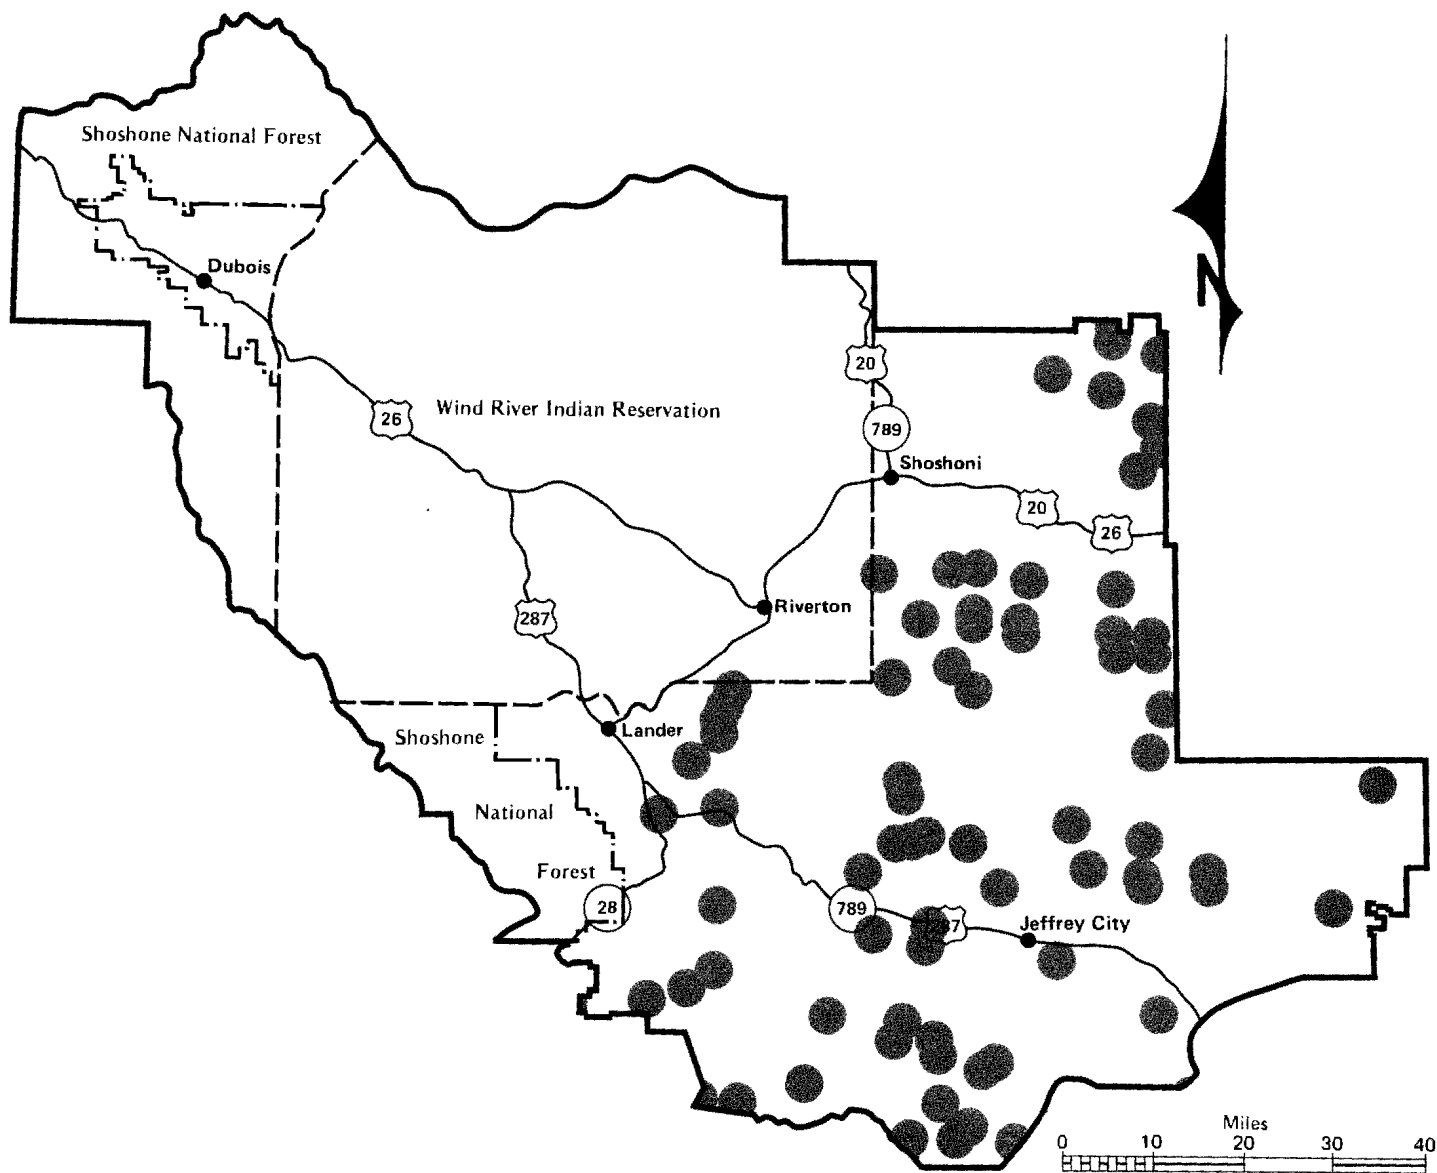 Shoshone National Forest
N
Dubois
20
Wind River Indian Reservation
26
789
Shoshoni
20
26
287
Riverton
Lander
Shoshone
National
Forest
28
789
Jeffrey City
Miles
0 10 20 30 40